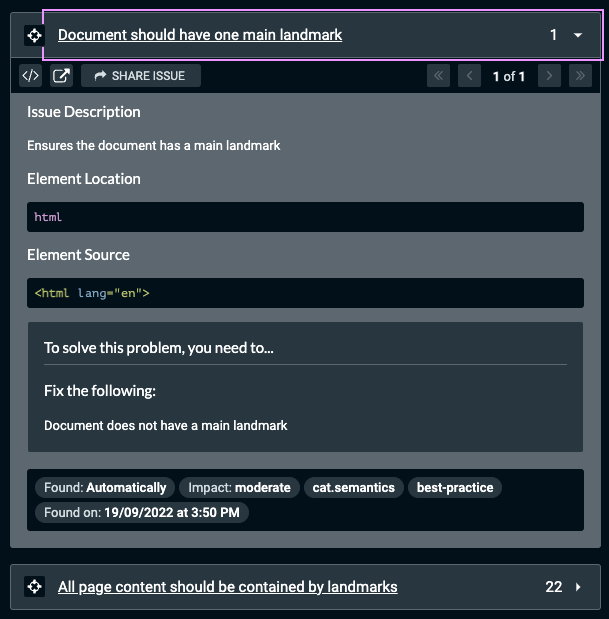 Document should have one main landmark 1
</> SHARE ISSUE « < 1 of 1 > »
Issue Description
Ensures the document has a main landmark
Element Location
html
Element Source
<html lang="en">
To solve this problem, you need to...
Fix the following:
Document does not have a main landmark
Found: Automatically Impact: moderate cat.semantics best-practice
Found on: 19/09/2022 at 3:50 PM
All page content should be contained by landmarks 22